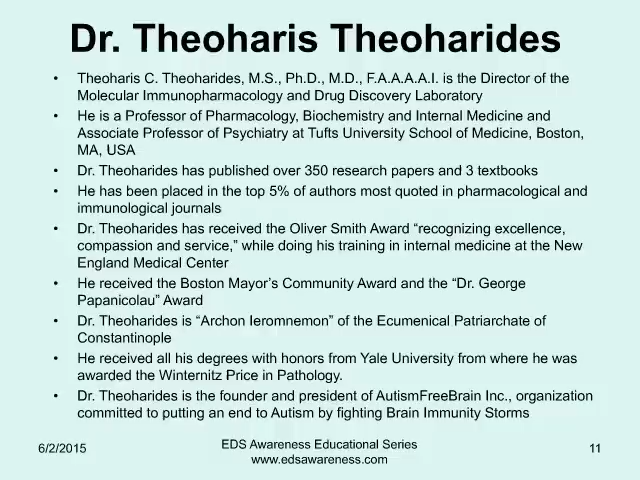 Dr. Theoharis Theoharides
• Theoharis C. Theoharides, M.S., Ph.D., M.D., F.A.A.A.A.I. is the Director of the
Molecular Immunopharmacology and Drug Discovery Laboratory
• He is a Professor of Pharmacology, Biochemistry and Internal Medicine and
Associate Professor of Psychiatry at Tufts University School of Medicine, Boston,
MA, USA
• Dr. Theoharides has published over 350 research papers and 3 textbooks
• He has been placed in the top 5% of authors most quoted in pharmacological and
immunological journals
• Dr. Theoharides has received the Oliver Smith Award “recognizing excellence,
compassion and service,” while doing his training in internal medicine at the New
England Medical Center
• He received the Boston Mayor’s Community Award and the “Dr. George
Papanicolau” Award
• Dr. Theoharides is “Archon Ieromnemon” of the Ecumenical Patriarchate of
Constantinople
• He received all his degrees with honors from Yale University from where he was
awarded the Winternitz Price in Pathology.
• Dr. Theoharides is the founder and president of AutismFreeBrain Inc., organization
committed to putting an end to Autism by fighting Brain Immunity Storms
6/2/2015
EDS Awareness Educational Series
www.edsawareness.com
11